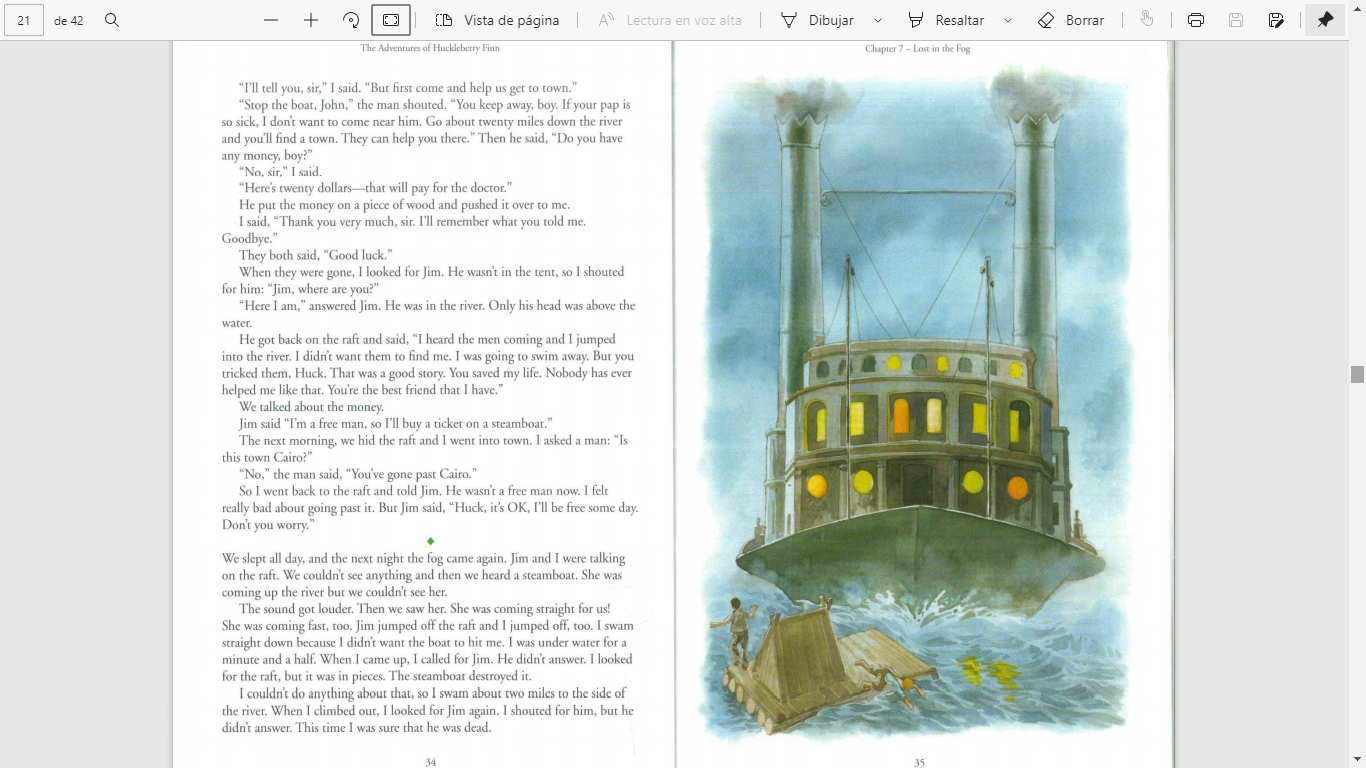 21 de 42 Vista de página Lectura en voz alta Dibujar Resaltar Borrar
The Adventures of Huckleberry Finn
“I’ll tell you, sir,” I said. “But first come and help us get to town.”
“Stop the boat, John,” the man shouted. “You keep away, boy. If your pap is
so sick, I don’t want to come near him. Go about twenty miles down the river
and you’ll find a town. They can help you there.” Then he said, “Do you have
any money, boy?”
“No, sir,” I said.
“Here’s twenty dollars—that will pay for the doctor.”
He put the money on a piece of wood and pushed it over to me.
I said, “Thank you very much, sir. I’ll remember what you told me.
Goodbye.”
They both said, “Good luck.”
When they were gone, I looked for Jim. He wasn’t in the tent, so I shouted
for him: “Jim, where are you?”
“Here I am,” answered Jim. He was in the river. Only his head was above the
water.
He got back on the raft and said, “I heard the men coming and I jumped
into the river. I didn’t want them to find me. I was going to swim away. But you
tricked them, Huck. That was a good story. You saved my life. Nobody has ever
helped me like that. You’re the best friend that I have.”
We talked about the money.
Jim said “I’m a free man, so I’ll buy a ticket on a steamboat.”
The next morning, we hid the raft and I went into town. I asked a man: “Is
this town Cairo?”
“No,” the man said, “You’ve gone past Cairo.”
So I went back to the raft and told Jim. He wasn’t a free man now. I felt
really bad about going past it. But Jim said, “Huck, it’s OK, I’ll be free some day.
Don’t you worry.”
We slept all day, and the next night the fog came again. Jim and I were talking
on the raft. We couldn’t see anything and then we heard a steamboat. She was
coming up the river but we couldn’t see her.
The sound got louder. Then we saw her. She was coming straight for us!
She was coming fast, too. Jim jumped off the raft and I jumped off, too. I swam
straight down because I didn’t want the boat to hit me. I was under water for a
minute and a half. When I came up, I called for Jim. He didn’t answer. I looked
for the raft, but it was in pieces. The steamboat destroyed it.
I couldn’t do anything about that, so I swam about two miles to the side of
the river. When I climbed out, I looked for Jim again. I shouted for him, but he
didn’t answer. This time I was sure that he was dead.
34
Chapter 7 – Lost in the Fog
35